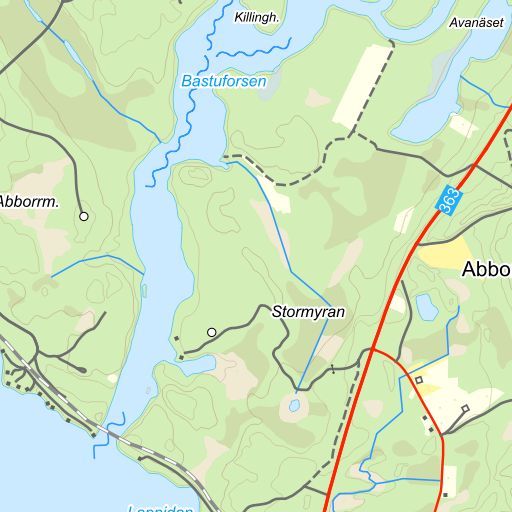 Killingh.
Avanäset
Bastuforsen
363
Abborrm.
Abbo
Stormyran